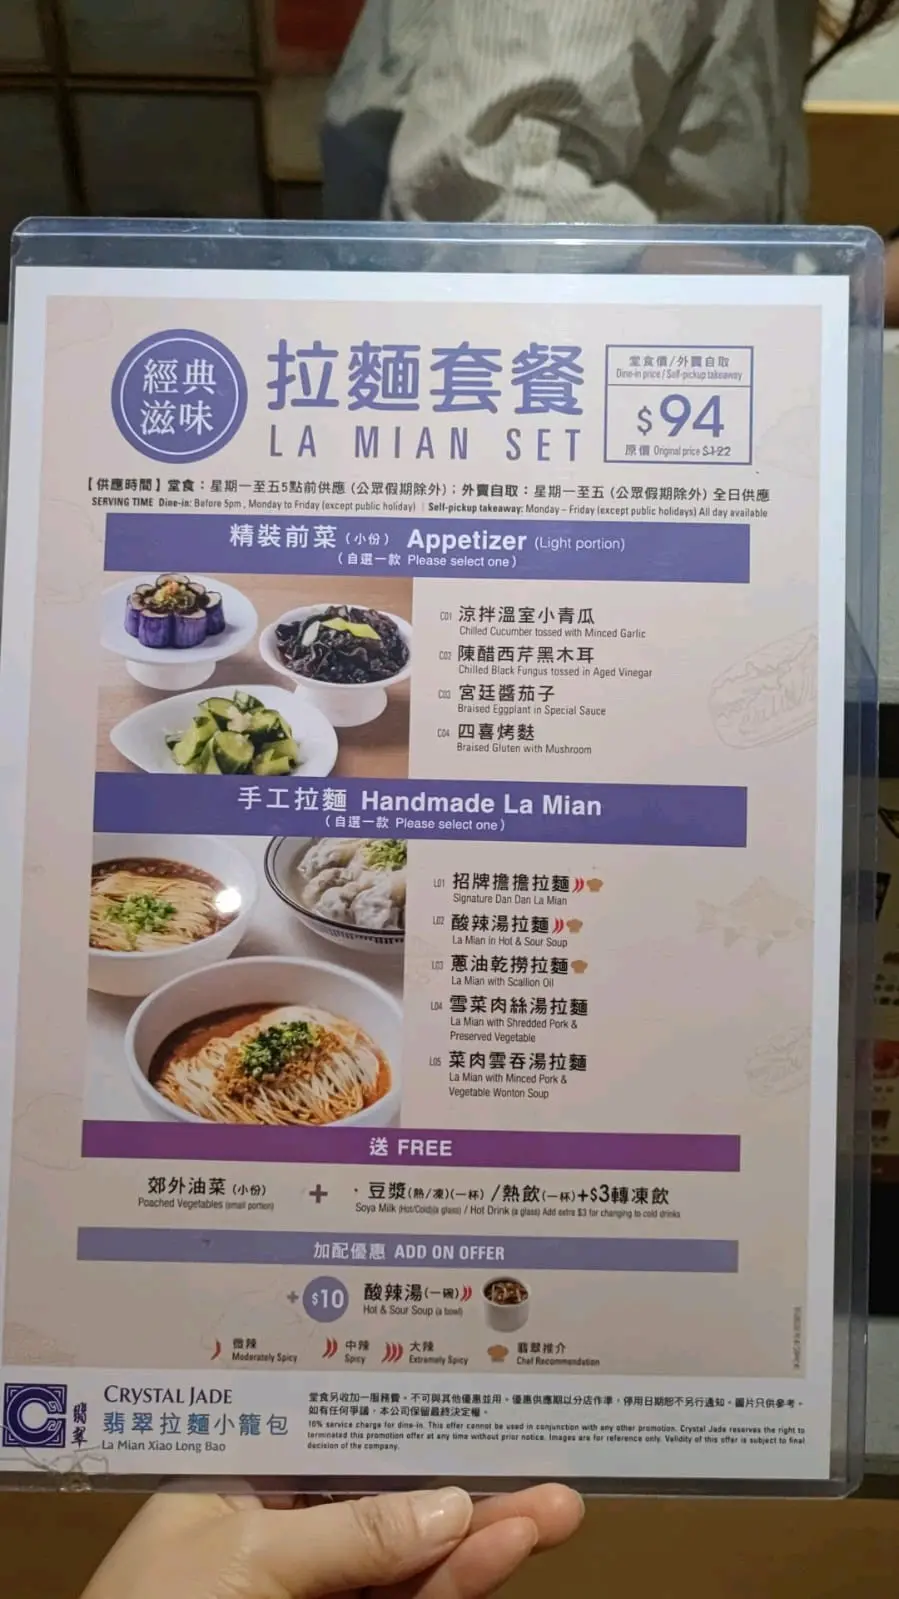 經典
滋味
拉麵套餐
LA MIAN SET
堂食價/外賣自取
Dine-in price / Self-pickup takeaway
$94
原價 Original price $122
【供應時間】堂食：星期一至五5點前供應 (公眾假期除外)；外賣自取：星期一至五 (公眾假期除外) 全日供應
SERVING TIME Dine-in: Before 5pm , Monday to Friday (except public holiday) | Self-pickup takeaway: Monday – Friday (except public holidays) All day available
精裝前菜 (小份) Appetizer (Light portion)
(自選一款 Please select one)
C01 涼拌溫室小青瓜
Chilled Cucumber tossed with Minced Garlic
C02 陳醋西芹黑木耳
Chilled Black Fungus tossed in Aged Vinegar
C03 宮廷醬茄子
Braised Eggplant in Special Sauce
C04 四喜烤麩
Braised Gluten with Mushroom
手工拉麵 Handmade La Mian
(自選一款 Please select one)
L01 招牌擔擔拉麵
Signature Dan Dan La Mian
L02 酸辣湯拉麵
La Mian in Hot & Sour Soup
L03 蔥油乾撈拉麵
La Mian with Scallion Oil
L04 雪菜肉絲湯拉麵
La Mian with Shredded Pork &
Preserved Vegetable
L05 菜肉雲吞湯拉麵
La Mian with Minced Pork &
Vegetable Wonton Soup
送 FREE
郊外油菜 (小份) + · 豆漿(熱/凍)(一杯) /熱飲(一杯)+$3轉凍飲
Poached Vegetables (small portion) Soya Milk (Hot/Cold)(a glass) / Hot Drink (a glass) Add extra $3 for changing to cold drinks
加配優惠 ADD ON OFFER
+ $10 酸辣湯(一碗)
Hot & Sour Soup (a bowl)
微辣 中辣 大辣 翡翠推介
Moderately Spicy Spicy Extremely Spicy Chef Recommendation
翡翠
CRYSTAL JADE
翡翠拉麵小籠包
La Mian Xiao Long Bao
堂食另收加一服務費。不可與其他優惠並用。優惠供應期以分店作準，停用日期恕不另行通知。圖片只供參考。
如有任何爭議，本公司保留最終決定權。
10% service charge for dine-in. This offer cannot be used in conjunction with any other promotion. Crystal Jade reserves the right to
terminated this promotion offer at any time without prior notice. Images are for reference only. Validity of this offer is subject to final
decision of the company.